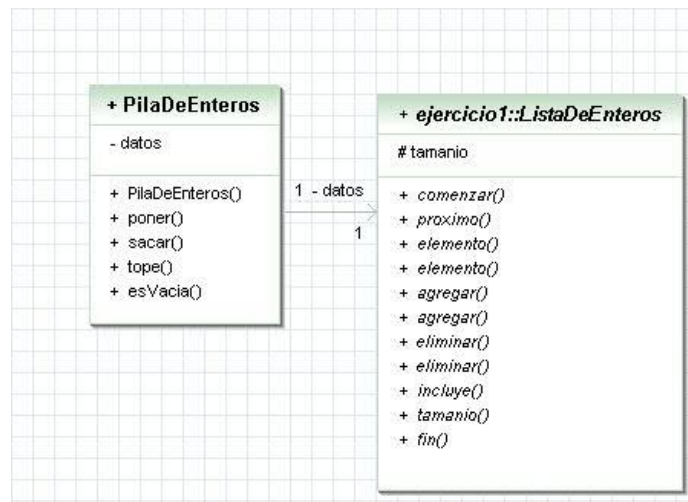 + PilaDeEnteros
- datos
+ PilaDeEnteros()
+ poner()
+ sacar()
+ tope()
+ esVacia()
1 - datos
1
+ ejercicio1::ListaDeEnteros
# tamanio
+ comenzar()
+ proximo()
+ elemento()
+ elemento()
+ agregar()
+ agregar()
+ eliminar()
+ eliminar()
+ incluye()
+ tamanio()
+ fin()